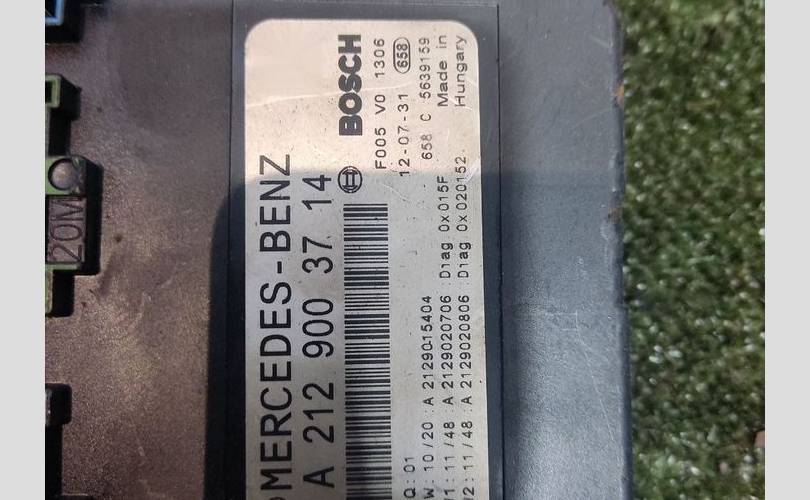 MERCEDES-BENZ
A 212 900 37 14
BOSCH
F005 V0 1306
12-07-31 658
658 C 5639159
Made in
Hungary
Q:01
W:10/20:A 2129015404
1:11/48:A 2129020706:Diag 0x015F
2:11/48:A 2129020806:Diag 0x020152
20M